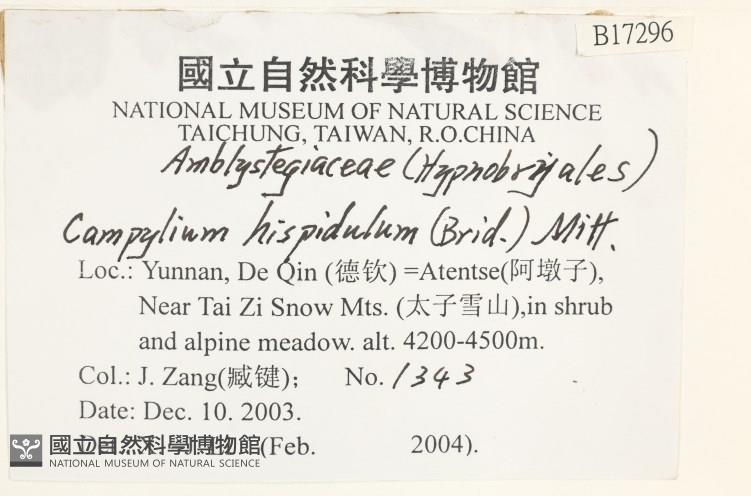 B17296
國立自然科學博物館
NATIONAL MUSEUM OF NATURAL SCIENCE
TAICHUNG, TAIWAN, R.O.CHINA
Amblystegiaceae (Hypnobryales)
Campylium hispidulum (Brid.) Mitt.
Loc.: Yunnan, De Qin (德钦) =Atentse(阿墩子),
Near Tai Zi Snow Mts. (太子雪山),in shrub
and alpine meadow. alt. 4200-4500m.
Col.: J. Zang(臧键); No. 1343
Date: Dec. 10. 2003.
(Feb. 2004).
國立自然科學博物館
NATIONAL MUSEUM OF NATURAL SCIENCE